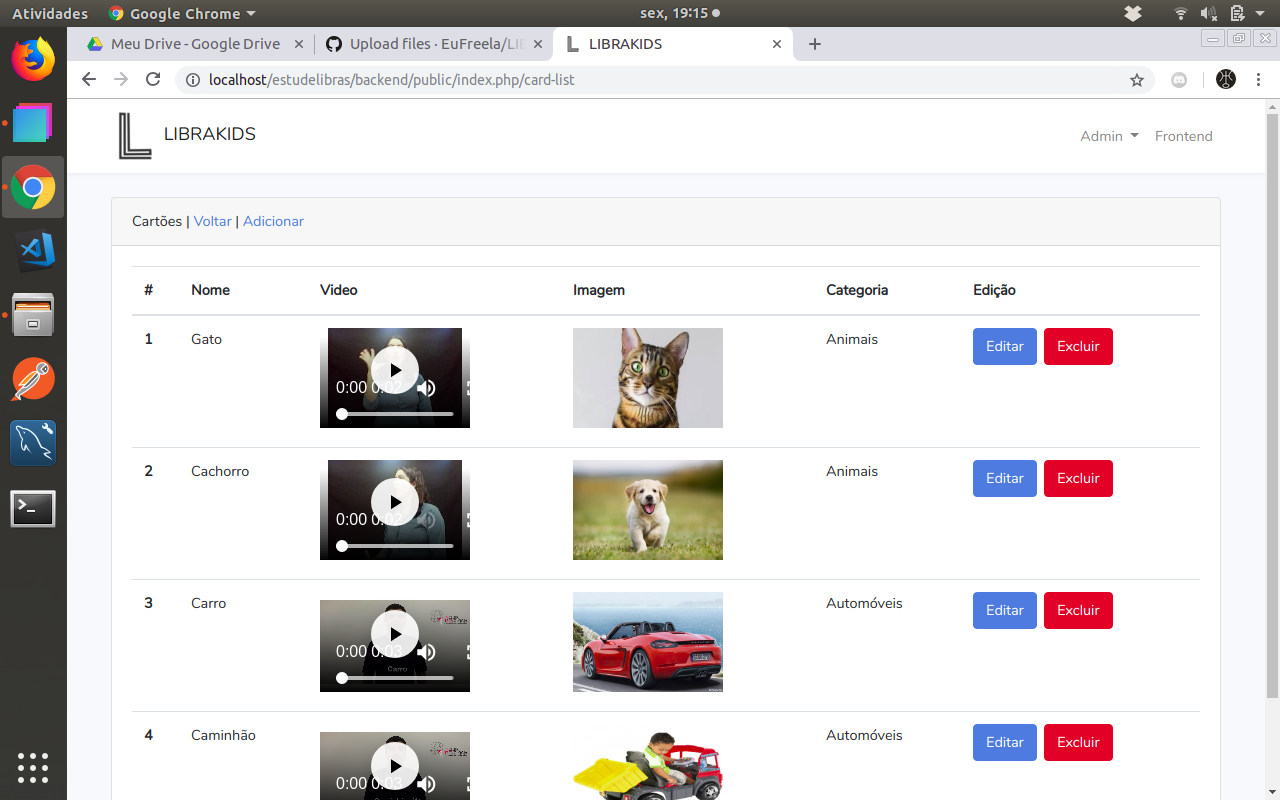 Atividades Google Chrome sex, 19:15
Meu Drive - Google Drive Upload files · EuFreela/LI LIBRAKIDS
localhost/estudelibras/backend/public/index.php/card-list
LIBRAKIDS Admin Frontend
Cartões | Voltar | Adicionar
# Nome Video Imagem Categoria Edição
1 Gato Animais Editar Excluir
0:00 0:02
2 Cachorro Animais Editar Excluir
0:00 0:02
3 Carro Automóveis Editar Excluir
0:00 0:03
Carro
4 Caminhão Automóveis Editar Excluir
0:00 0:03